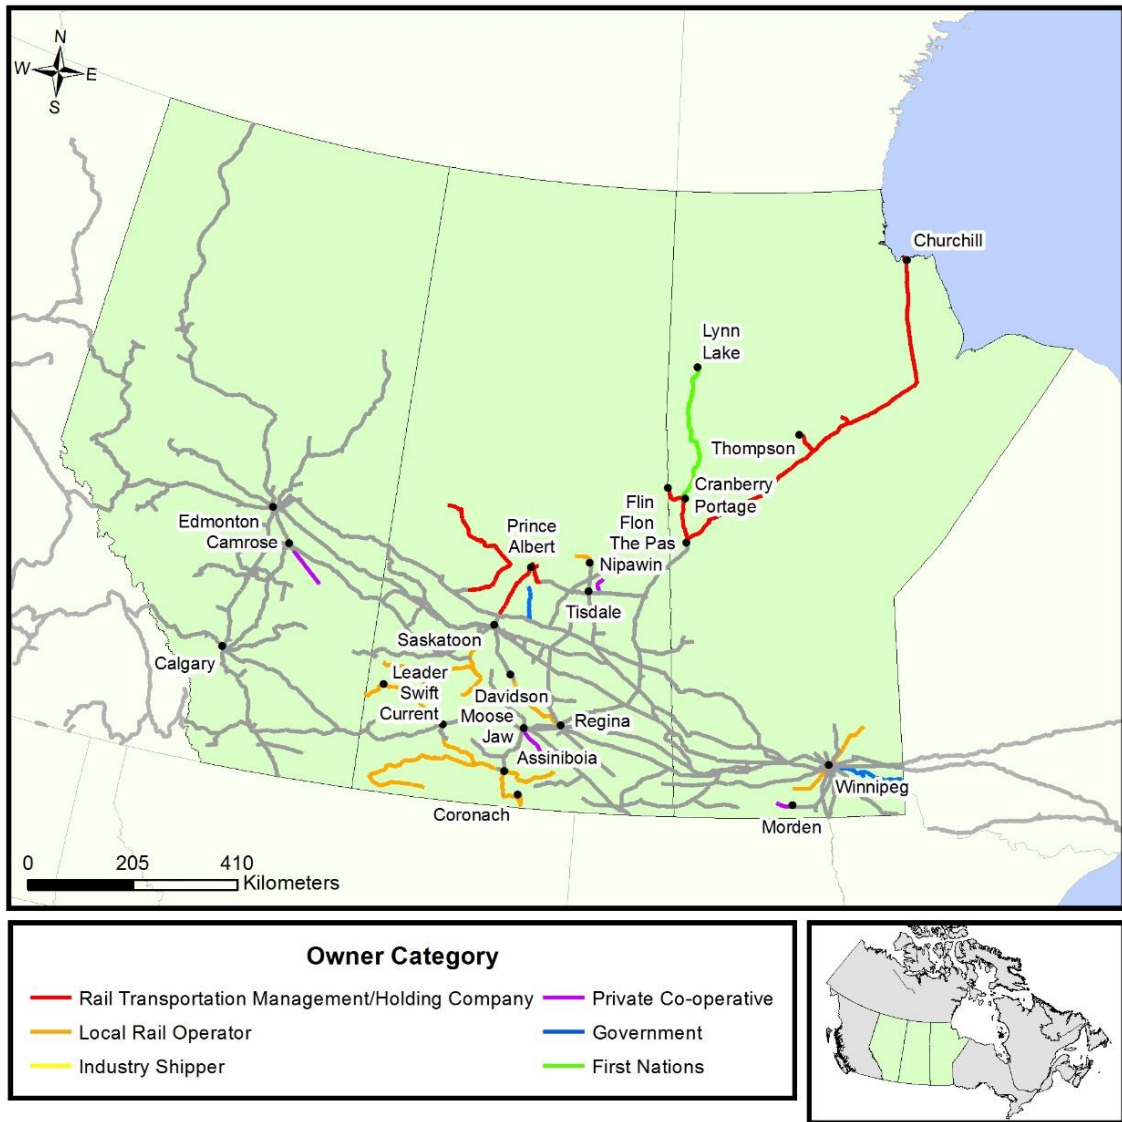 N
W
E
S
Churchill
Lynn
Lake
Thompson
Cranberry
Portage
Flin
Flon
The Pas
Edmonton
Camrose
Prince
Albert
Nipawin
Tisdale
Saskatoon
Calgary
Leader
Swift
Current
Davidson
Moose
Jaw
Regina
Assiniboia
Winnipeg
Coronach
Morden
0 205 410
Kilometers
Owner Category
Rail Transportation Management/Holding Company
Local Rail Operator
Industry Shipper
Private Co-operative
Government
First Nations